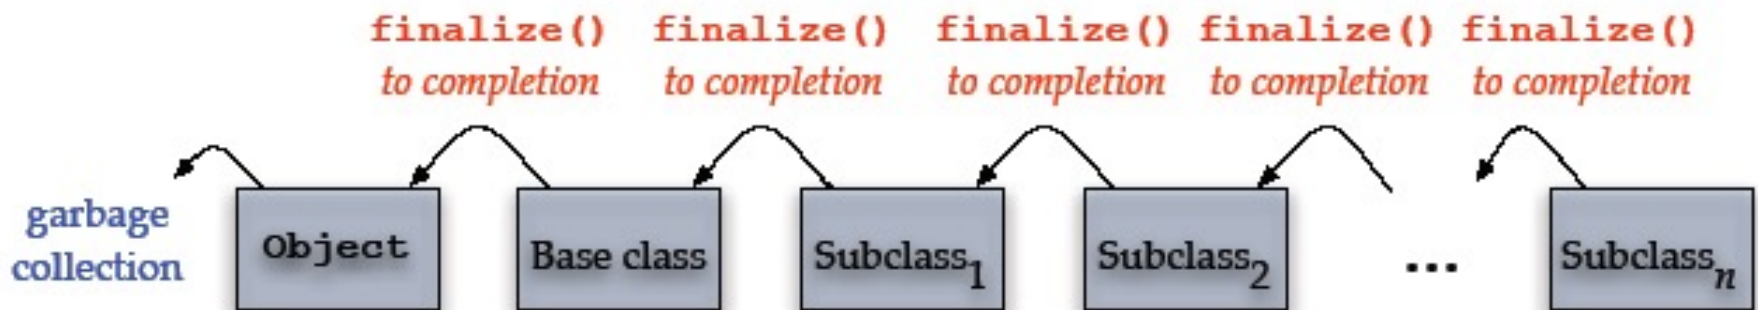 finalize() finalize() finalize() finalize() finalize()
to completion to completion to completion to completion to completion
garbage
collection
Object
Base class
Subclass1
Subclass2
...
Subclassn